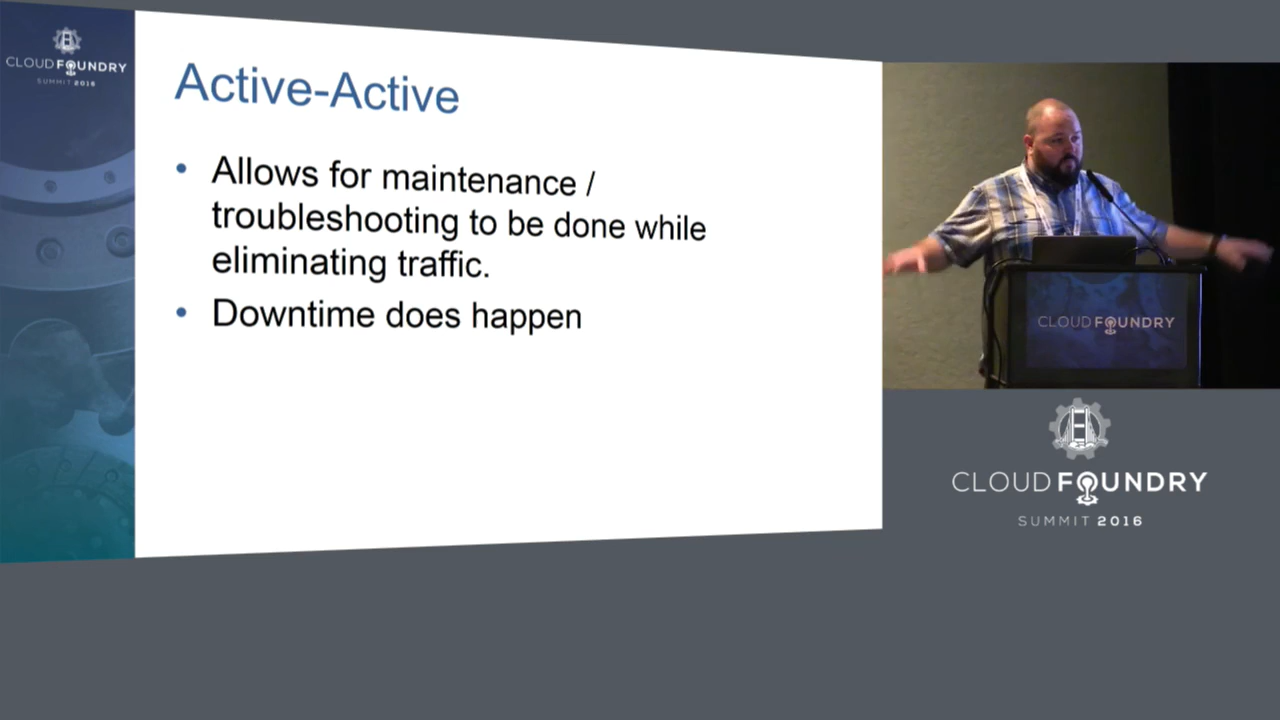 CLOUD FOUNDRY
SUMMIT 2016
Active-Active
• Allows for maintenance /
troubleshooting to be done while
eliminating traffic.
• Downtime does happen
CLOUD FOUNDRY
CLOUD FOUNDRY
SUMMIT 2016